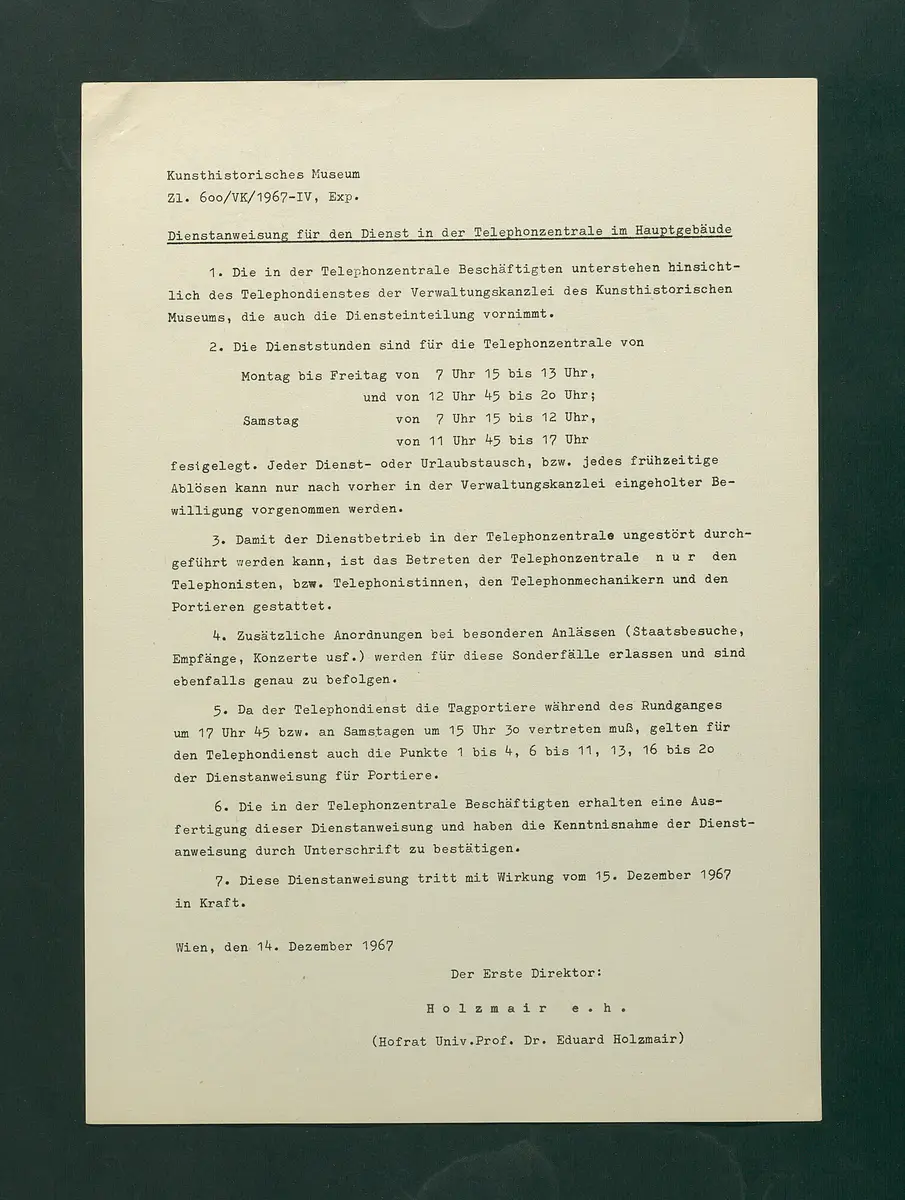 Kunsthistorisches Museum
Zl. 6oo/VK/1967-IV, Exp.
Dienstanweisung für den Dienst in der Telephonzentrale im Hauptgebäude
1. Die in der Telephonzentrale Beschäftigten unterstehen hinsicht-
lich des Telephondienstes der Verwaltungskanzlei des Kunsthistorischen
Museums, die auch die Diensteinteilung vornimmt.
2. Die Dienststunden sind für die Telephonzentrale von
Montag bis Freitag von 7 Uhr 15 bis 13 Uhr,
und von 12 Uhr 45 bis 2o Uhr;
Samstag von 7 Uhr 15 bis 12 Uhr,
von 11 Uhr 45 bis 17 Uhr
festgelegt. Jeder Dienst- oder Urlaubstausch, bzw. jedes frühzeitige
Ablösen kann nur nach vorher in der Verwaltungskanzlei eingeholter Be-
willigung vorgenommen werden.
3. Damit der Dienstbetrieb in der Telephonzentrale ungestört durch-
geführt werden kann, ist das Betreten der Telephonzentrale n u r den
Telephonisten, bzw. Telephonistinnen, den Telephonmechanikern und den
Portieren gestattet.
4. Zusätzliche Anordnungen bei besonderen Anlässen (Staatsbesuche,
Empfänge, Konzerte usf.) werden für diese Sonderfälle erlassen und sind
ebenfalls genau zu befolgen.
5. Da der Telephondienst die Tagportiere während des Rundganges
um 17 Uhr 45 bzw. an Samstagen um 15 Uhr 3o vertreten muß, gelten für
den Telephondienst auch die Punkte 1 bis 4, 6 bis 11, 13, 16 bis 2o
der Dienstanweisung für Portiere.
6. Die in der Telephonzentrale Beschäftigten erhalten eine Aus-
fertigung dieser Dienstanweisung und haben die Kenntnisnahme der Dienst-
anweisung durch Unterschrift zu bestätigen.
7. Diese Dienstanweisung tritt mit Wirkung vom 15. Dezember 1967
in Kraft.
Wien, den 14. Dezember 1967
Der Erste Direktor:
H o l z m a i r e . h .
(Hofrat Univ.Prof. Dr. Eduard Holzmair)